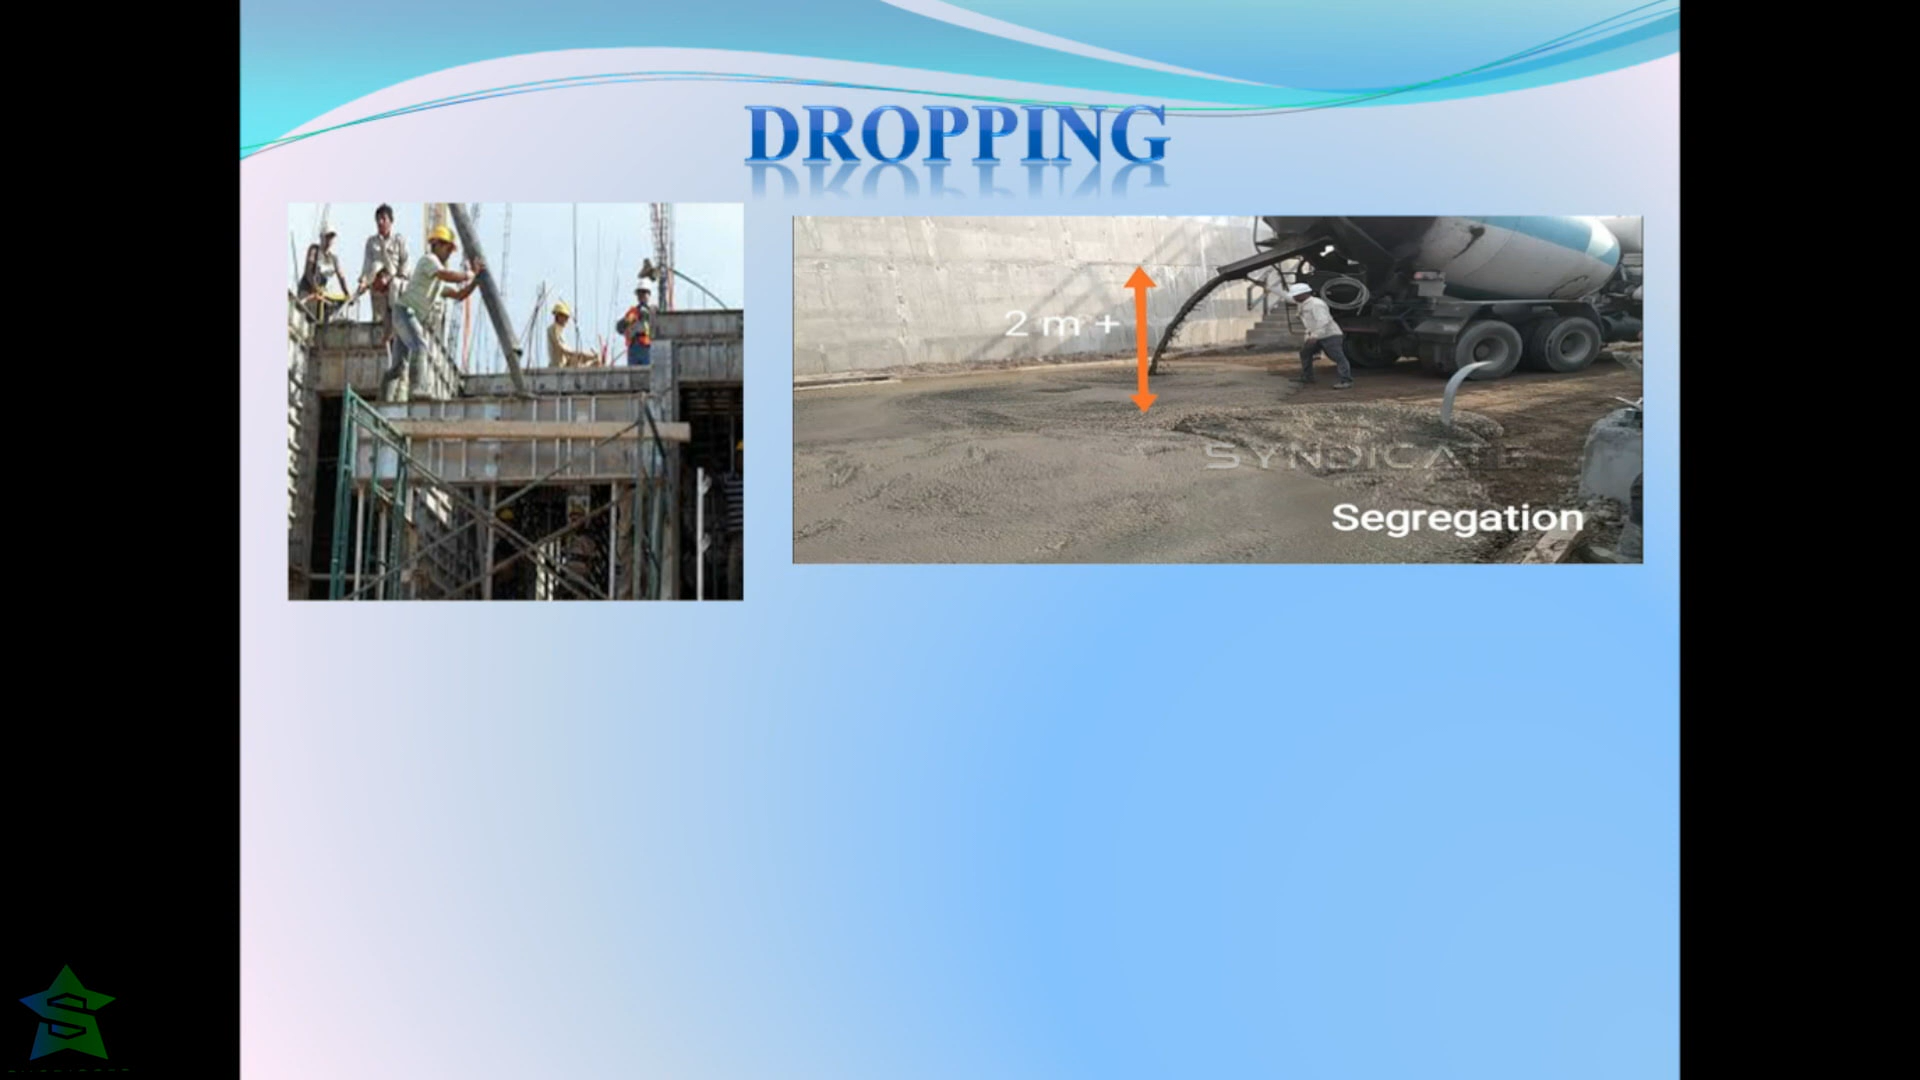 DROPPING
2 m +
SYNDICATE
Segregation